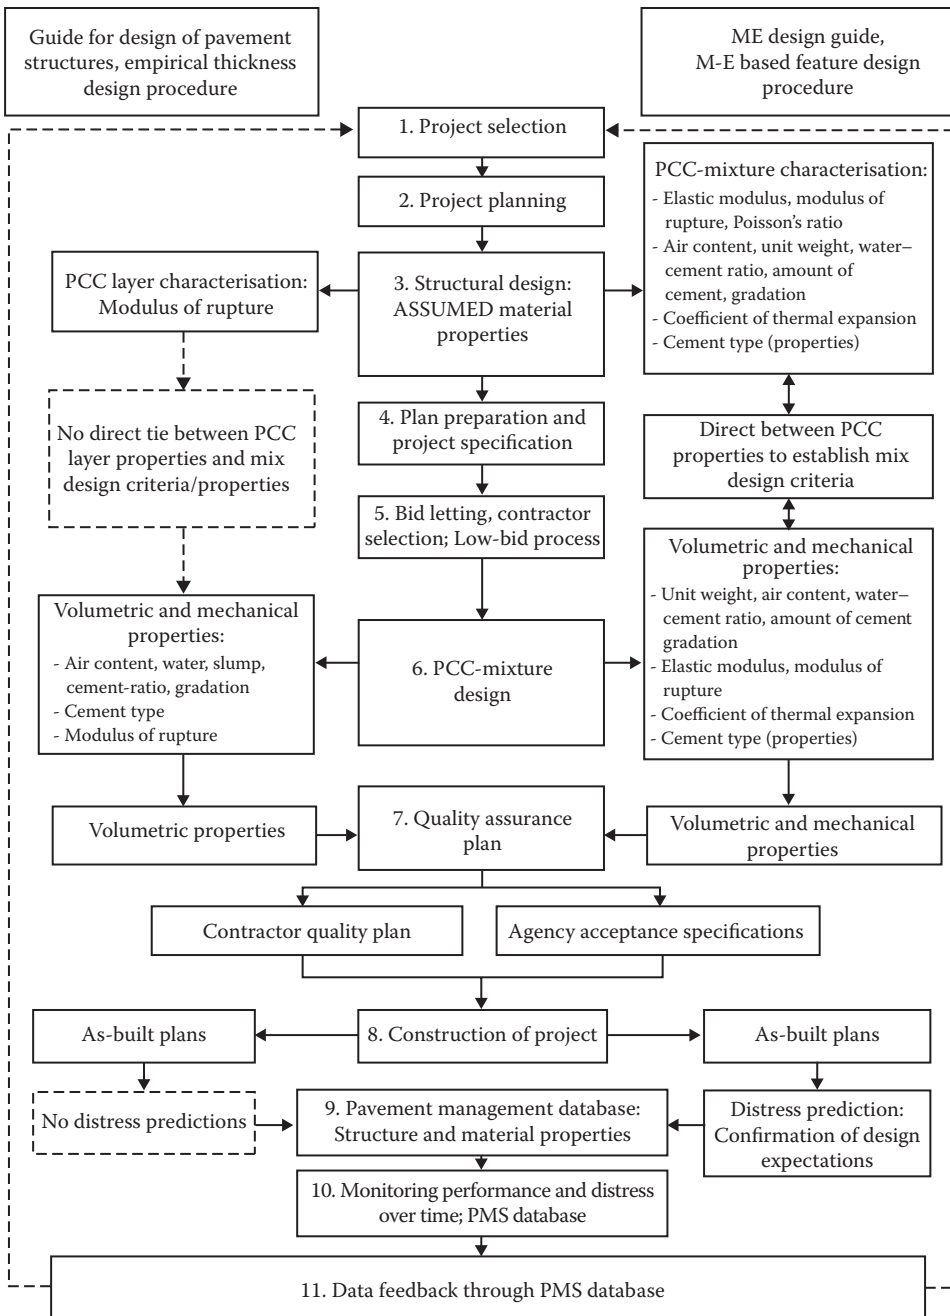 Guide for design of pavement
structures, empirical thickness
design procedure
ME design guide,
M-E based feature design
procedure
1. Project selection
2. Project planning
PCC-mixture characterisation:
- Elastic modulus, modulus of
rupture, Poisson's ratio
- Air content, unit weight, water–
cement ratio, amount of
cement, gradation
- Coefficient of thermal expansion
- Cement type (properties)
PCC layer characterisation:
Modulus of rupture
3. Structural design:
ASSUMED material
properties
No direct tie between PCC
layer properties and mix
design criteria/properties
4. Plan preparation and
project specification
Direct between PCC
properties to establish mix
design criteria
5. Bid letting, contractor
selection; Low-bid process
Volumetric and mechanical
properties:
- Air content, water, slump,
cement-ratio, gradation
- Cement type
- Modulus of rupture
6. PCC-mixture
design
Volumetric and mechanical
properties:
- Unit weight, air content, water–
cement ratio, amount of cement
gradation
- Elastic modulus, modulus of
rupture
- Coefficient of thermal expansion
- Cement type (properties)
Volumetric properties
7. Quality assurance
plan
Volumetric and mechanical
properties
Contractor quality plan
Agency acceptance specifications
As-built plans
8. Construction of project
As-built plans
No distress predictions
9. Pavement management database:
Structure and material properties
Distress prediction:
Confirmation of design
expectations
10. Monitoring performance and distress
over time; PMS database
11. Data feedback through PMS database